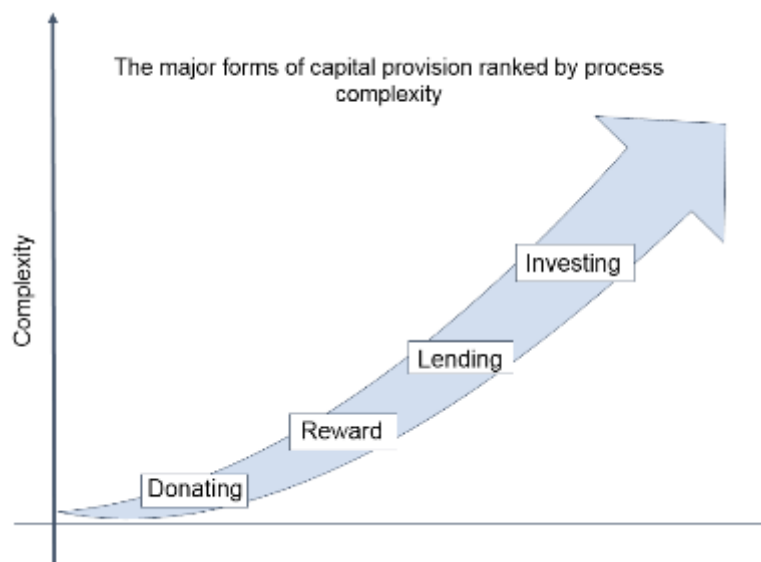 The major forms of capital provision ranked by process
complexity
Complexity
Investing
Lending
Reward
Donating